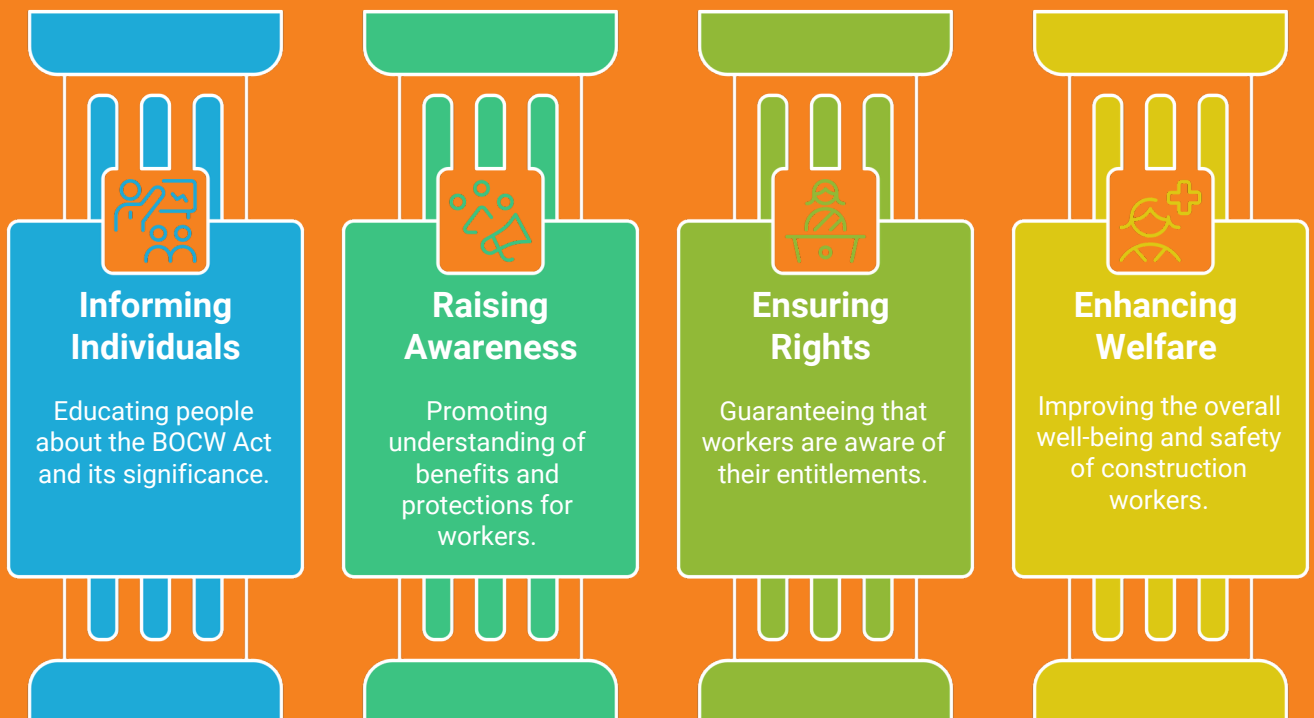 Informing
Individuals
Educating people
about the BOCW Act
and its significance.
Raising
Awareness
Promoting
understanding of
benefits and
protections for
workers.
Ensuring
Rights
Guaranteeing that
workers are aware of
their entitlements.
Enhancing
Welfare
Improving the overall
well-being and safety
of construction
workers.